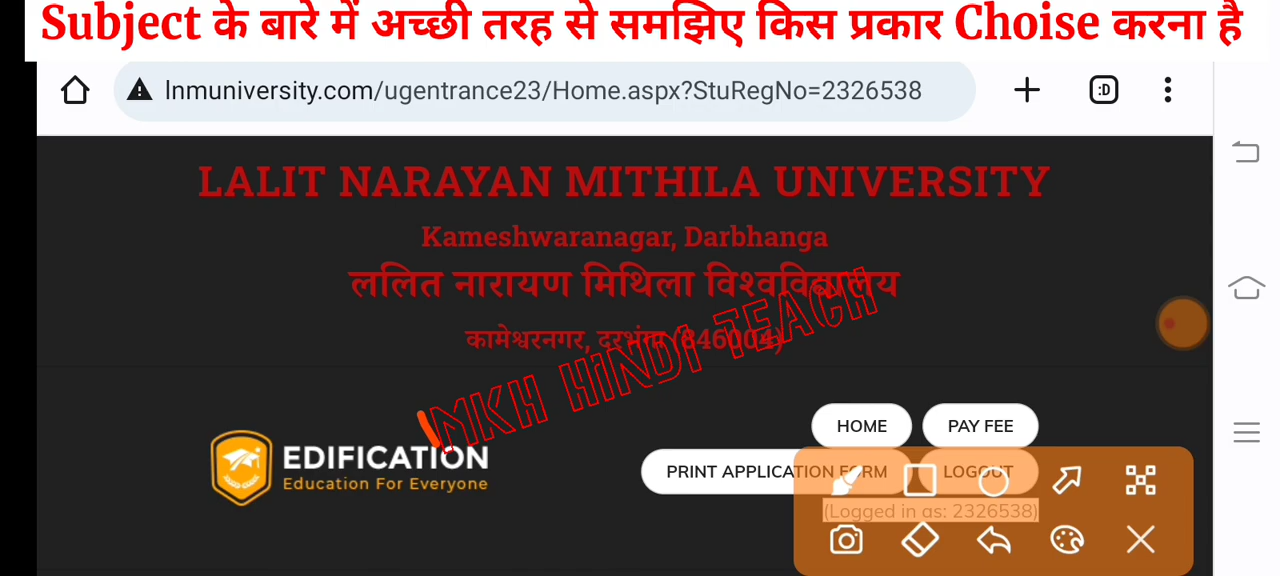 Subject के बारे में अच्छी तरह से समझिए किस प्रकार Choise करना है
lnmuniversity.com/ugentrance23/Home.aspx?StuRegNo=2326538
:D
LALIT NARAYAN MITHILA UNIVERSITY
Kameshwaranagar, Darbhanga
ललित नारायण मिथिला विश्वविद्यालय
कामेश्वरनगर, दरभंगा (846004)
MKH HINDI TEACH
EDIFICATION
Education For Everyone
HOME PAY FEE
PRINT APPLICATION FORM LOGOUT
(Logged in as: 2326538)